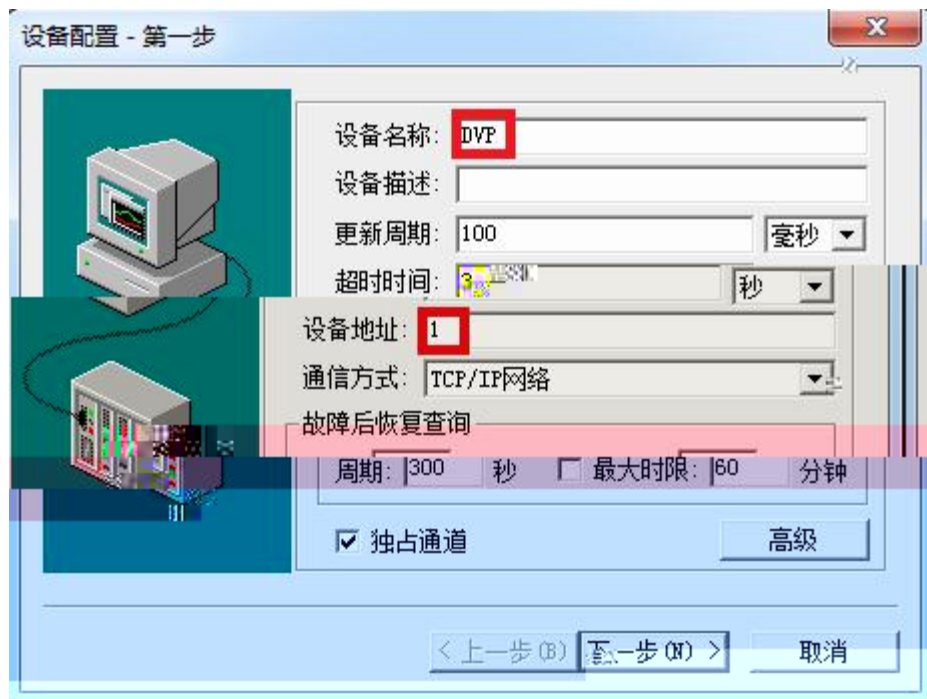 设备配置 - 第一步
设备名称: DVP
设备描述:
更新周期: 100 毫秒
超时时间: 3 秒
设备地址: 1
通信方式: TCP/IP网络
故障后恢复查询
周期: 300 秒 最大时限: 60 分钟
独占通道 高级
< 上一步(B) 下一步(N) > 取消